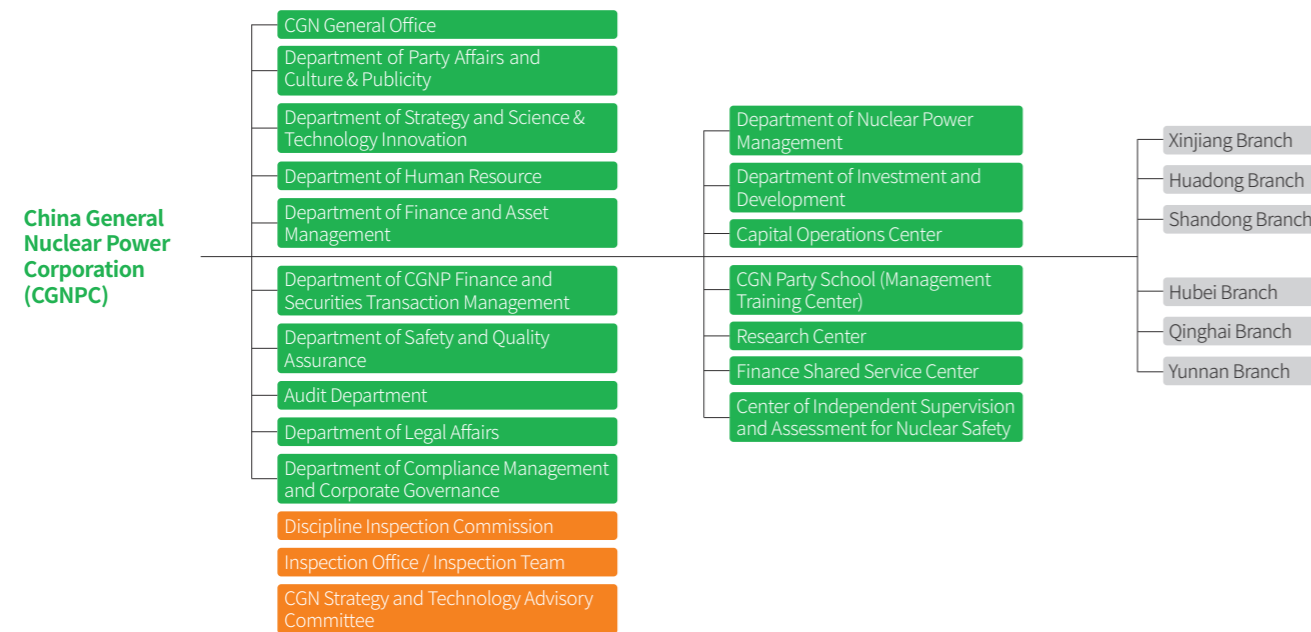 China General
Nuclear Power
Corporation
(CGNPC)
CGN General Office
Department of Party Affairs and
Culture & Publicity
Department of Strategy and Science &
Technology Innovation
Department of Human Resource
Department of Finance and Asset
Management
Department of CGNP Finance and
Securities Transaction Management
Department of Safety and Quality
Assurance
Audit Department
Department of Legal Affairs
Department of Compliance Management
and Corporate Governance
Discipline Inspection Commission
Inspection Office / Inspection Team
CGN Strategy and Technology Advisory
Committee
Department of Nuclear Power
Management
Department of Investment and
Development
Capital Operations Center
CGN Party School (Management
Training Center)
Research Center
Finance Shared Service Center
Center of Independent Supervision
and Assessment for Nuclear Safety
Xinjiang Branch
Huadong Branch
Shandong Branch
Hubei Branch
Qinghai Branch
Yunnan Branch